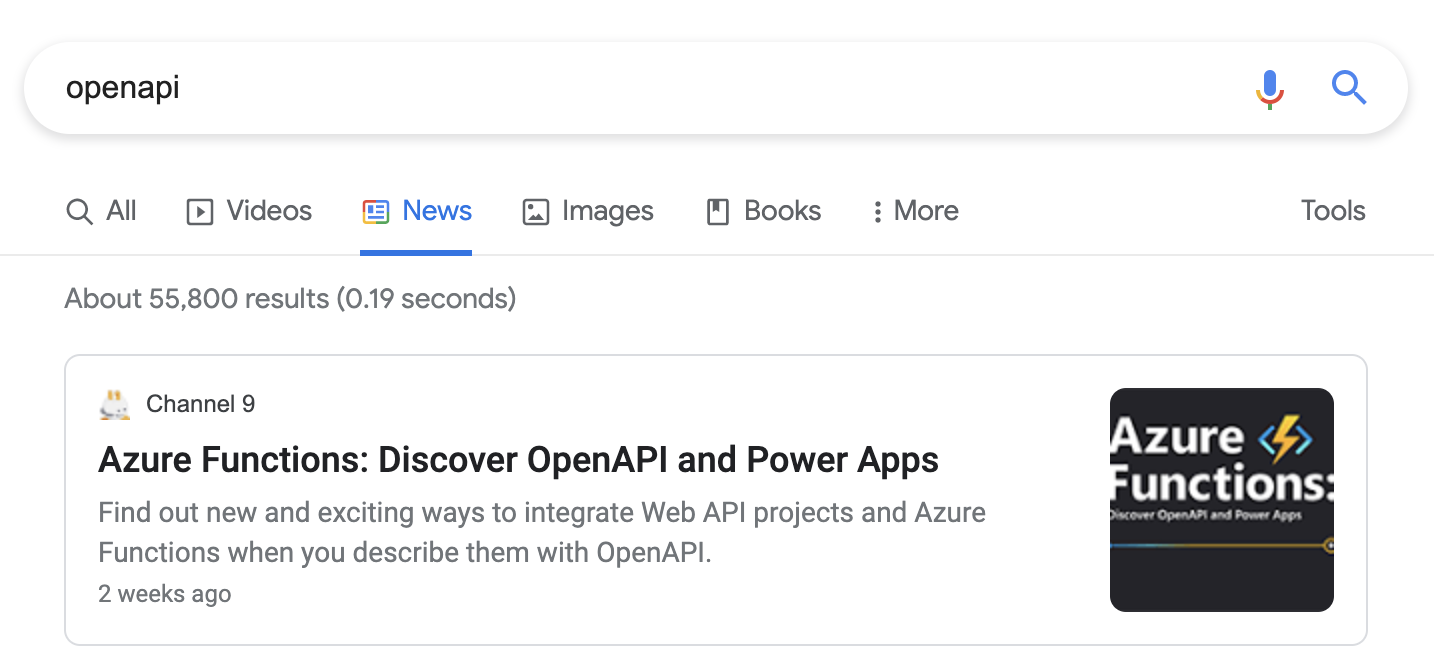 openapi
All Videos News Images Books More Tools
About 55,800 results (0.19 seconds)
Channel 9
Azure Functions: Discover OpenAPI and Power Apps
Find out new and exciting ways to integrate Web API projects and Azure
Functions when you describe them with OpenAPI.
2 weeks ago
Azure
Functions:
Discover OpenAPI and Power Apps